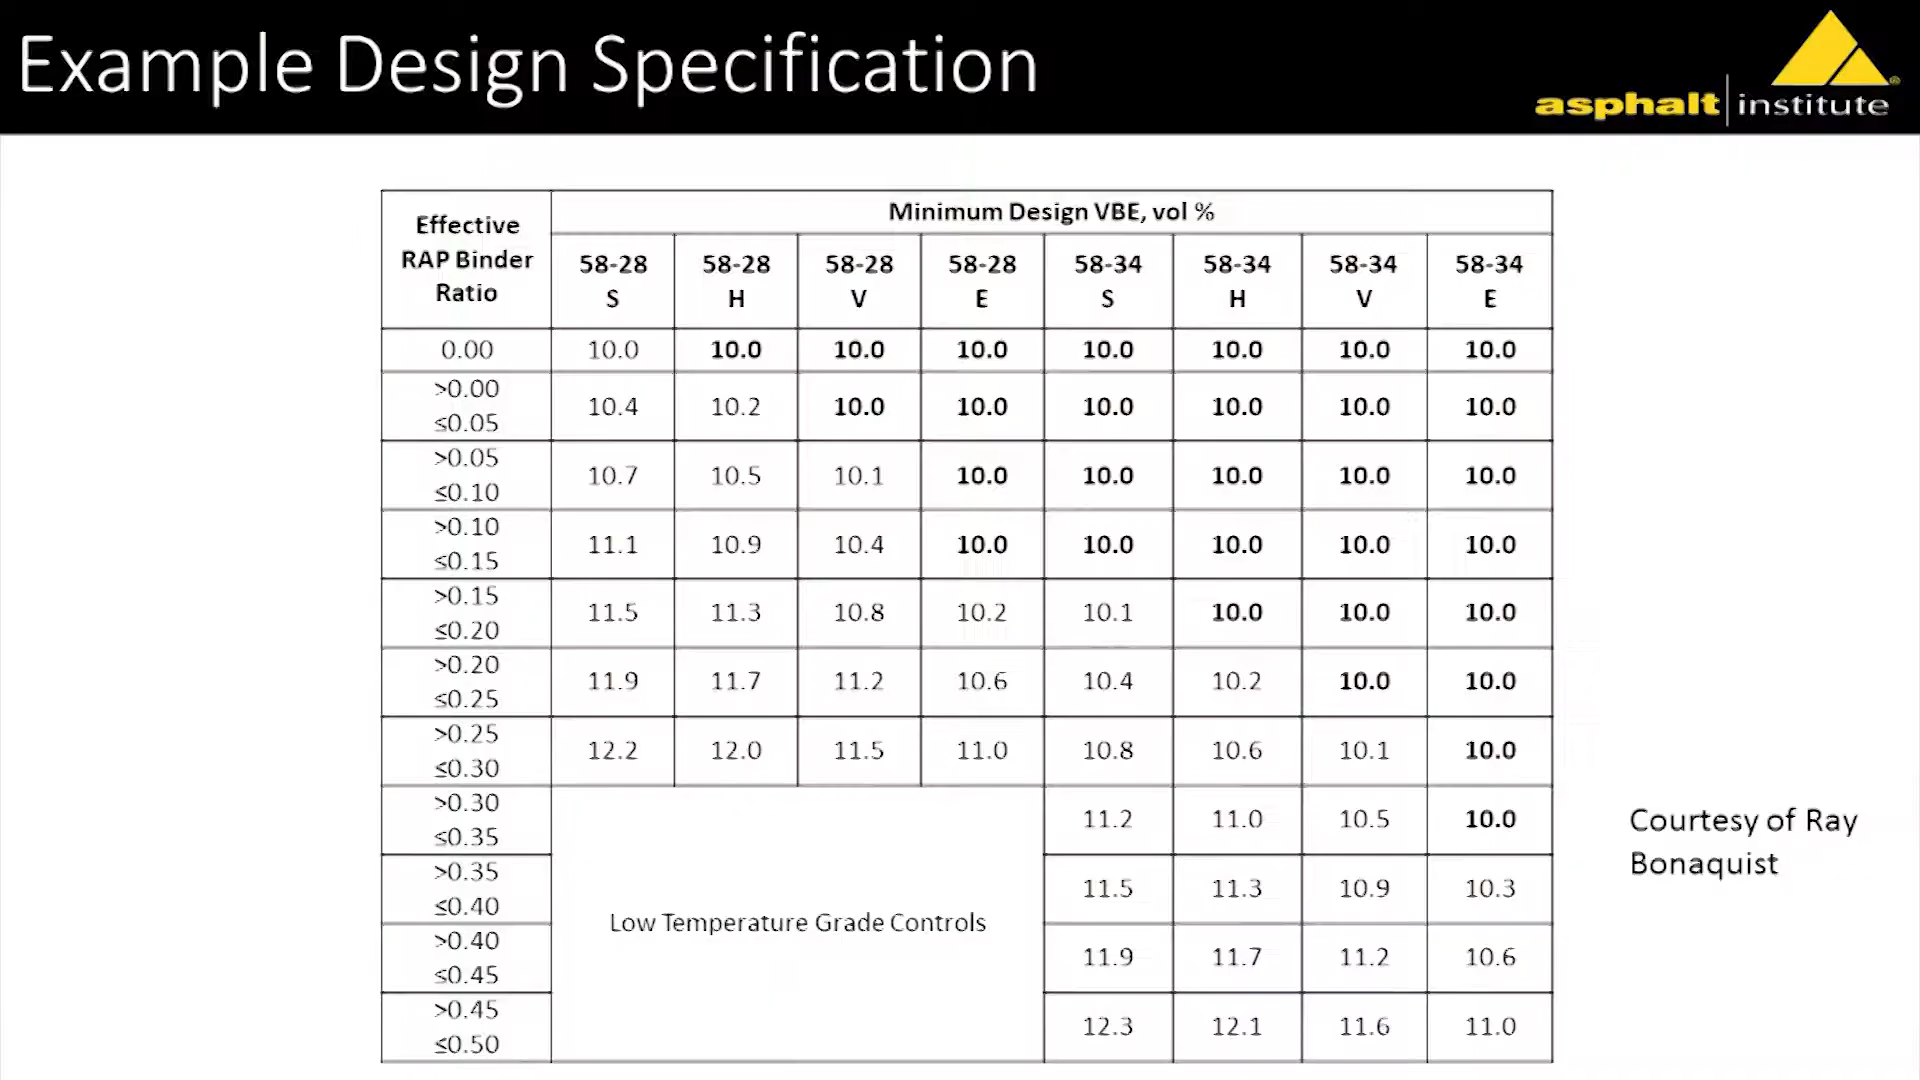 Example Design Specification
asphalt institute
Effective RAP Binder Ratio
Minimum Design VBE, vol %
58-28 S 58-28 H 58-28 V 58-28 E 58-34 S 58-34 H 58-34 V 58-34 E
0.00 10.0 10.0 10.0 10.0 10.0 10.0 10.0 10.0
>0.00 ≤0.05 10.4 10.2 10.0 10.0 10.0 10.0 10.0 10.0
>0.05 ≤0.10 10.7 10.5 10.1 10.0 10.0 10.0 10.0 10.0
>0.10 ≤0.15 11.1 10.9 10.4 10.0 10.0 10.0 10.0 10.0
>0.15 ≤0.20 11.5 11.3 10.8 10.2 10.1 10.0 10.0 10.0
>0.20 ≤0.25 11.9 11.7 11.2 10.6 10.4 10.2 10.0 10.0
>0.25 ≤0.30 12.2 12.0 11.5 11.0 10.8 10.6 10.1 10.0
>0.30 ≤0.35 11.2 11.0 10.5 10.0
>0.35 ≤0.40 11.5 11.3 10.9 10.3
Low Temperature Grade Controls
>0.40 ≤0.45 11.9 11.7 11.2 10.6
>0.45 ≤0.50 12.3 12.1 11.6 11.0
Courtesy of Ray
Bonaquist